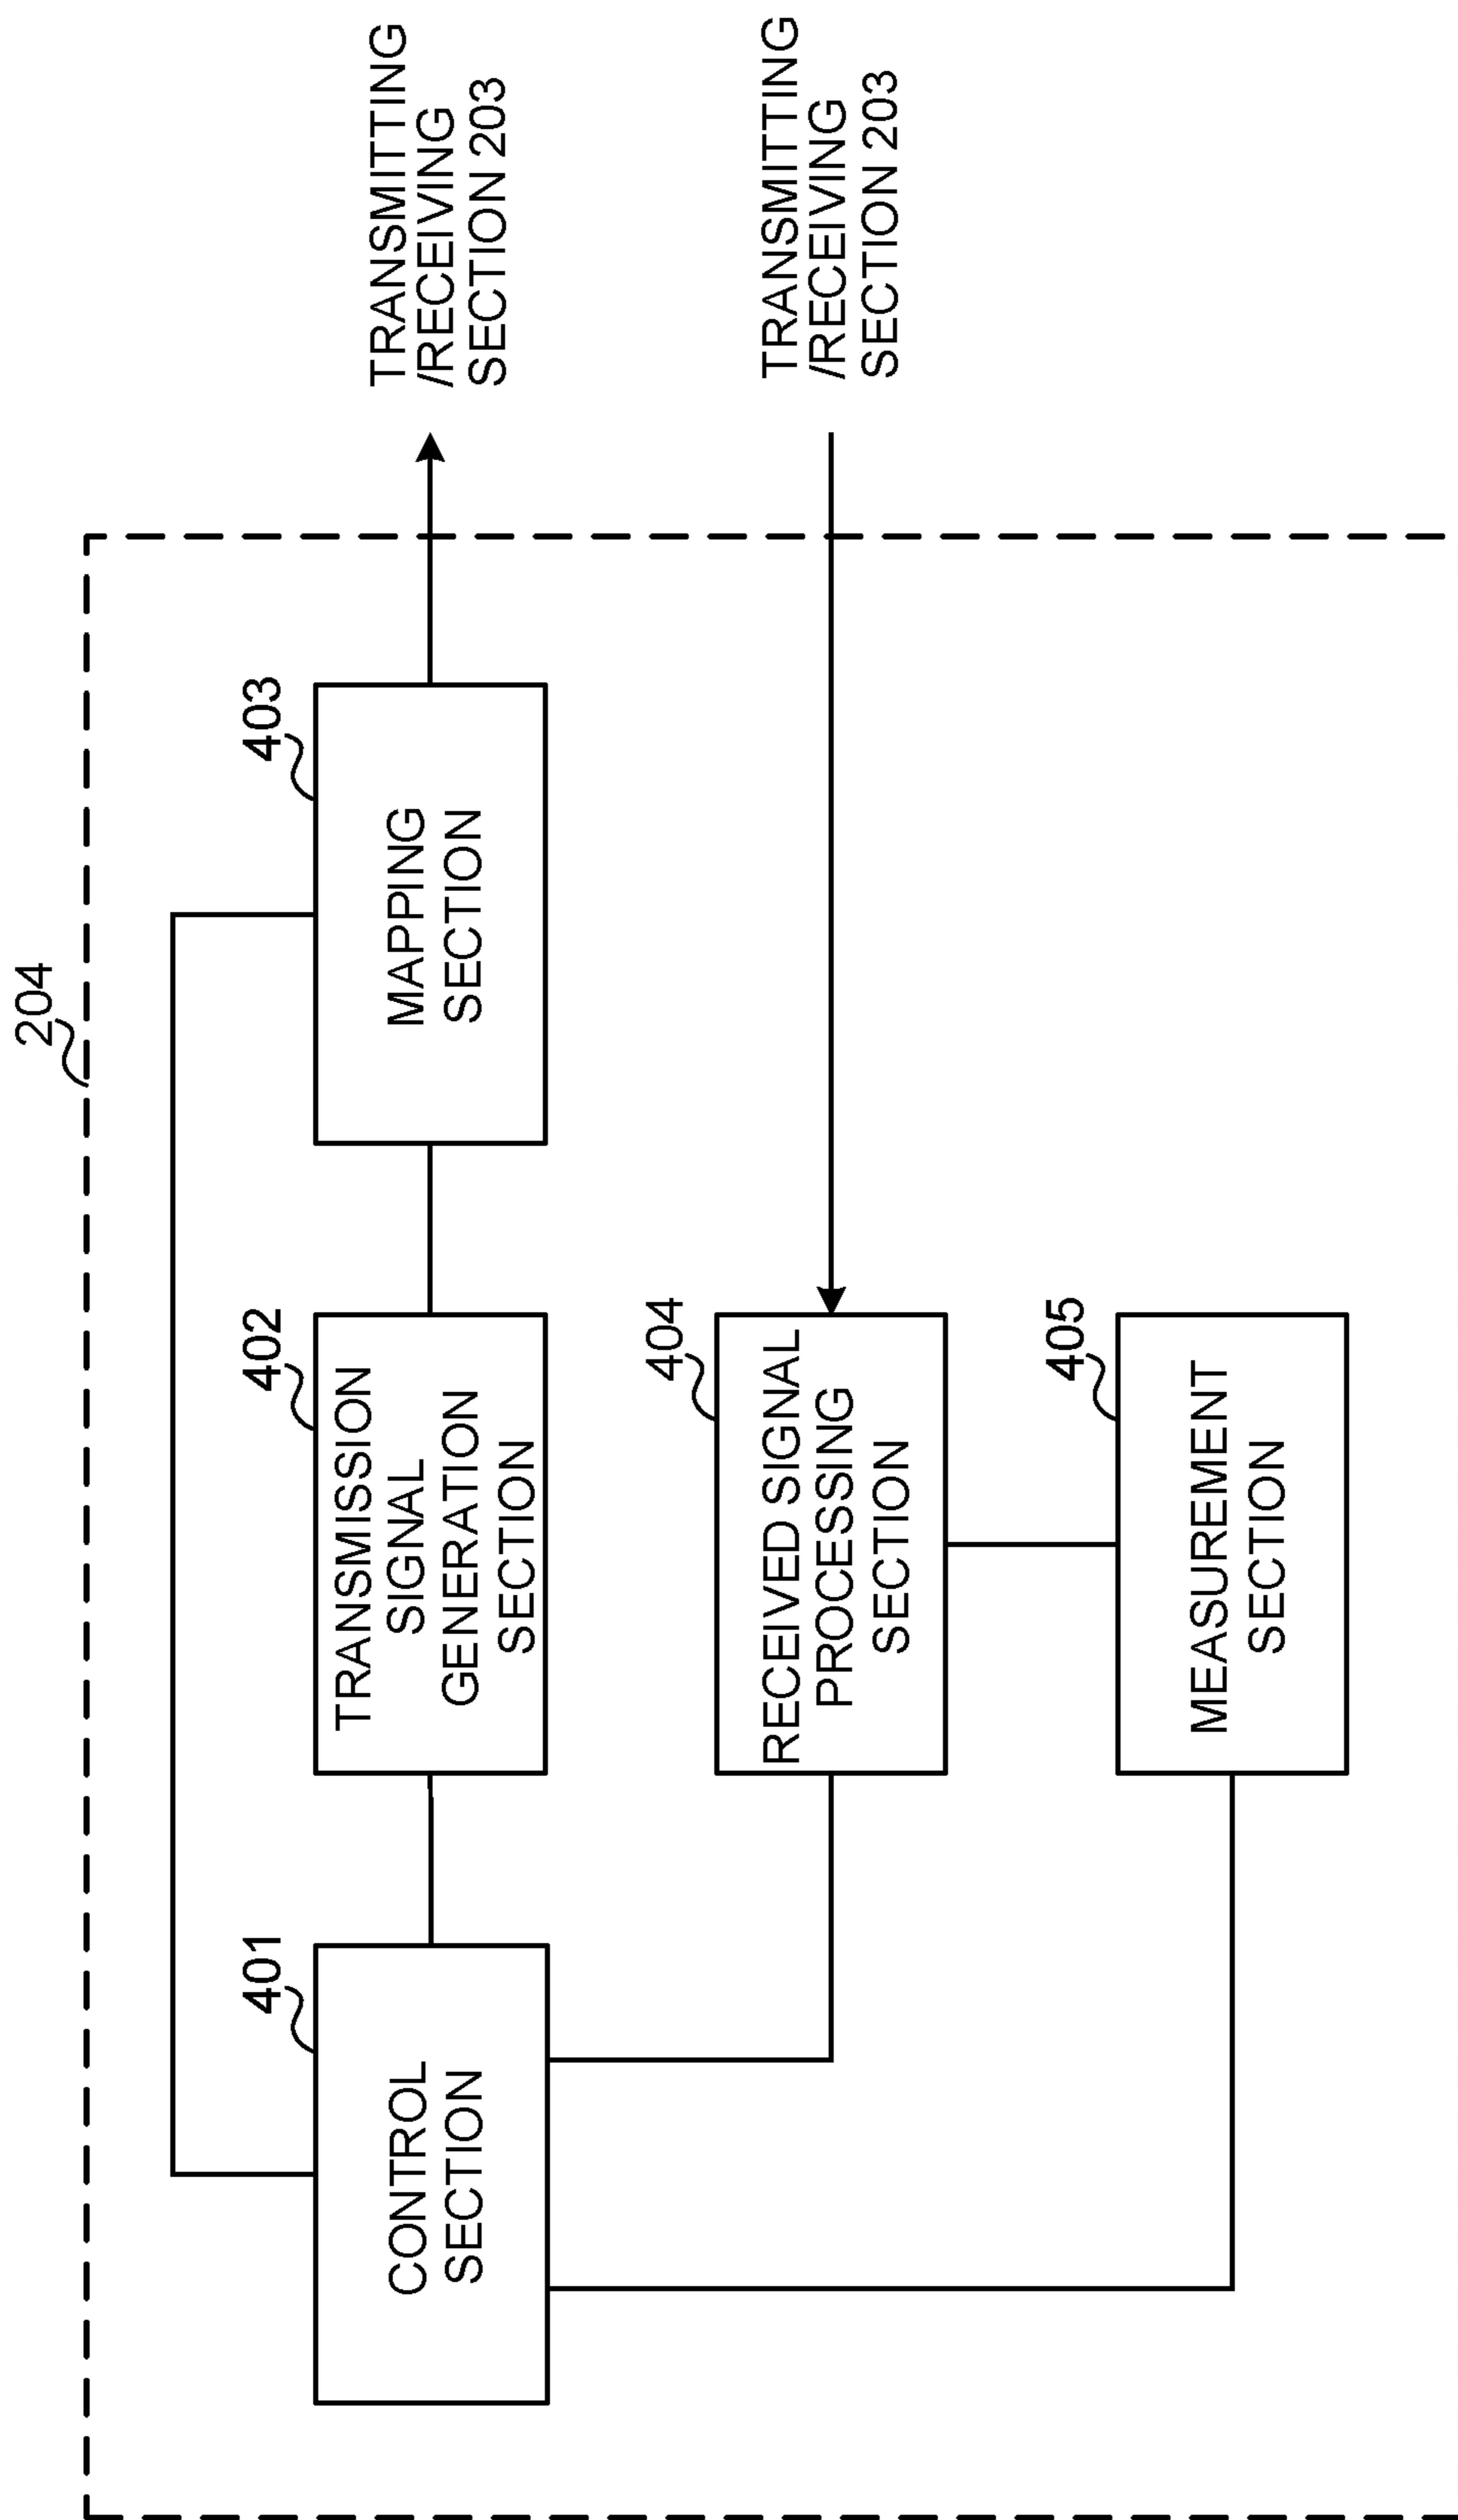 204
401
CONTROL
SECTION
402
TRANSMISSION
SIGNAL
GENERATION
SECTION
403
MAPPING
SECTION
TRANSMITTING
/RECEIVING
SECTION 203
404
RECEIVED SIGNAL
PROCESSING
SECTION
TRANSMITTING
/RECEIVING
SECTION 203
405
MEASUREMENT
SECTION